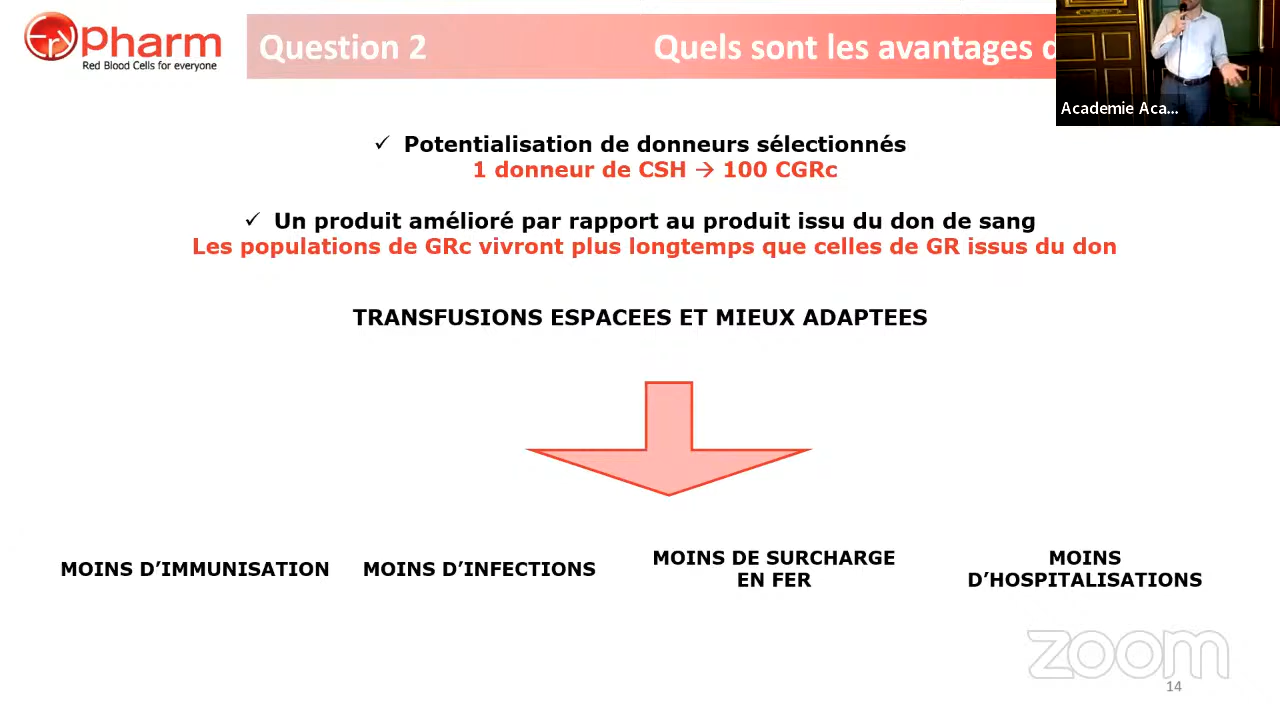 EryPharm
Red Blood Cells for everyone
Question 2
Quels sont les avantages d
Academie Aca...
✓ Potentialisation de donneurs sélectionnés
1 donneur de CSH → 100 CGRc
✓ Un produit amélioré par rapport au produit issu du don de sang
Les populations de GRc vivront plus longtemps que celles de GR issus du don
TRANSFUSIONS ESPACEES ET MIEUX ADAPTEES
MOINS D’IMMUNISATION
MOINS D’INFECTIONS
MOINS DE SURCHARGE
EN FER
MOINS
D’HOSPITALISATIONS
zoom
14